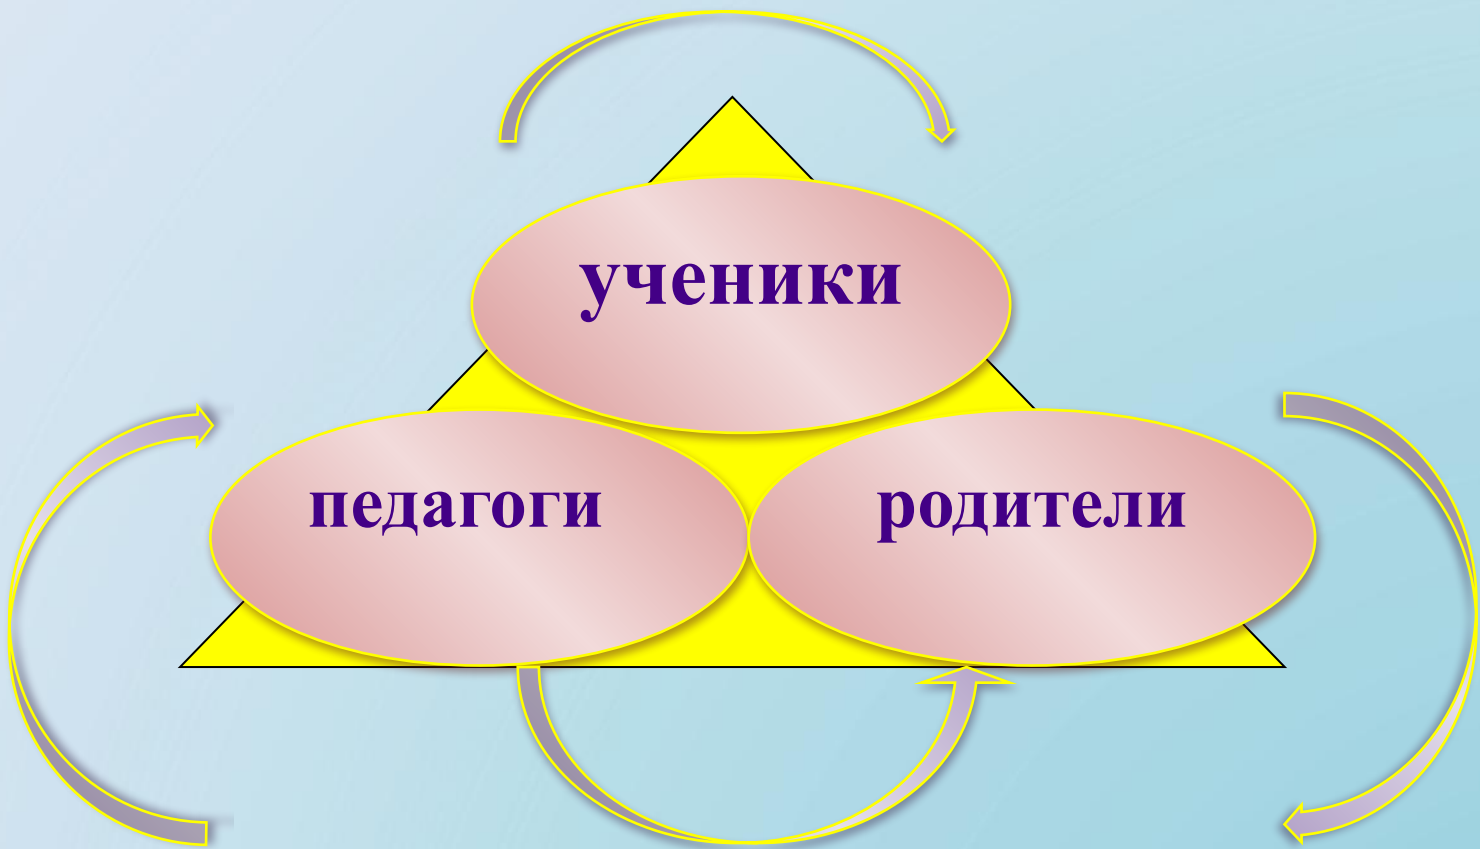 ученики
педагоги
родители